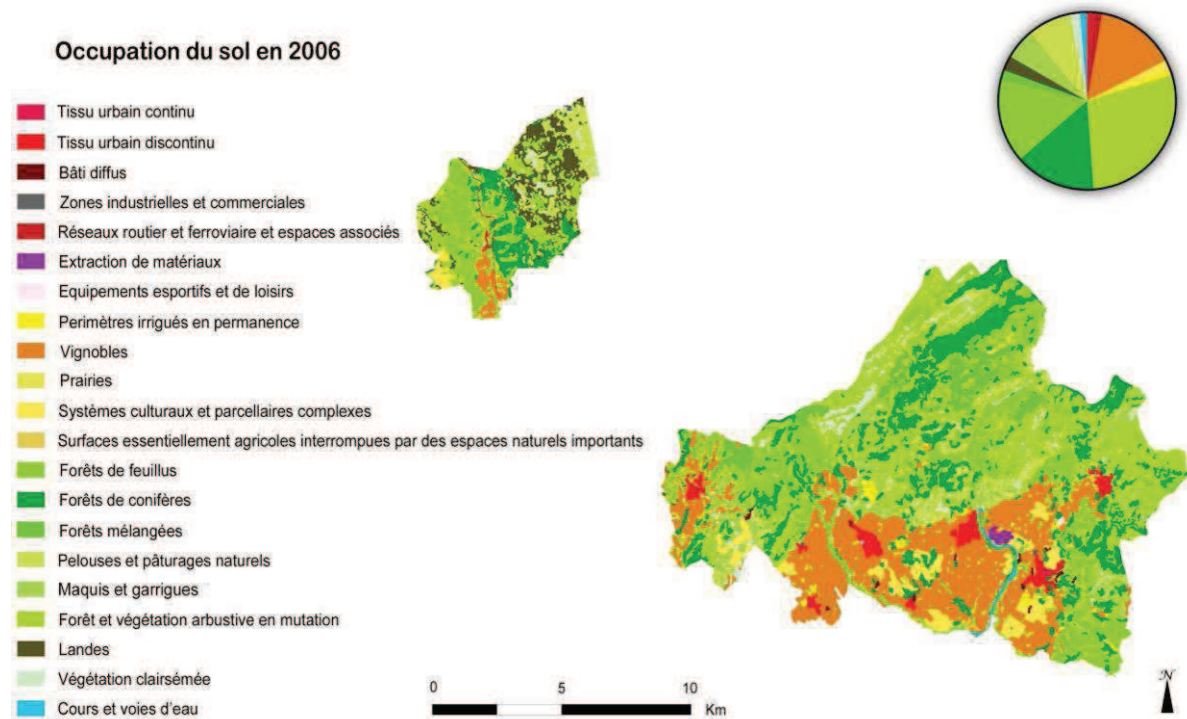 Occupation du sol en 2006
Tissu urbain continu
Tissu urbain discontinu
Bâti diffus
Zones industrielles et commerciales
Réseaux routier et ferroviaire et espaces associés
Extraction de matériaux
Equipements esportifs et de loisirs
Perimètres irrigués en permanence
Vignobles
Prairies
Systèmes culturaux et parcellaires complexes
Surfaces essentiellement agricoles interrompues par des espaces naturels importants
Forêts de feuillus
Forêts de conifères
Forêts mélangées
Pelouses et pâturages naturels
Maquis et garrigues
Forêt et végétation arbustive en mutation
Landes
Végétation clairsémée
Cours et voies d'eau
0 5 10
Km
N